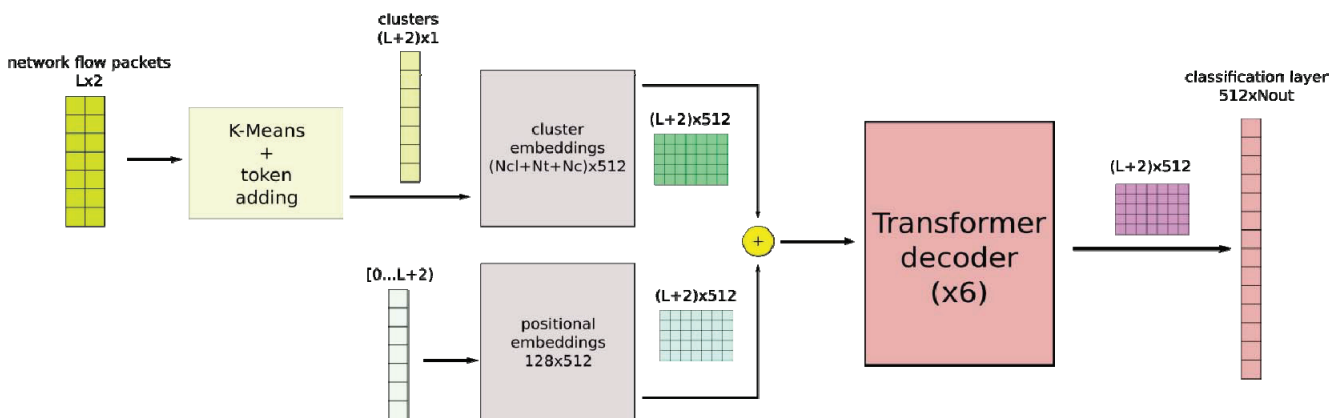 network flow packets
Lx2
K-Means
+
token
adding
clusters
(L+2)x1
cluster
embeddings
(Ncl+Nt+Nc)x512
(L+2)x512
[0...L+2)
positional
embeddings
128x512
(L+2)x512
+
Transformer
decoder
(x6)
(L+2)x512
classification layer
512xNout